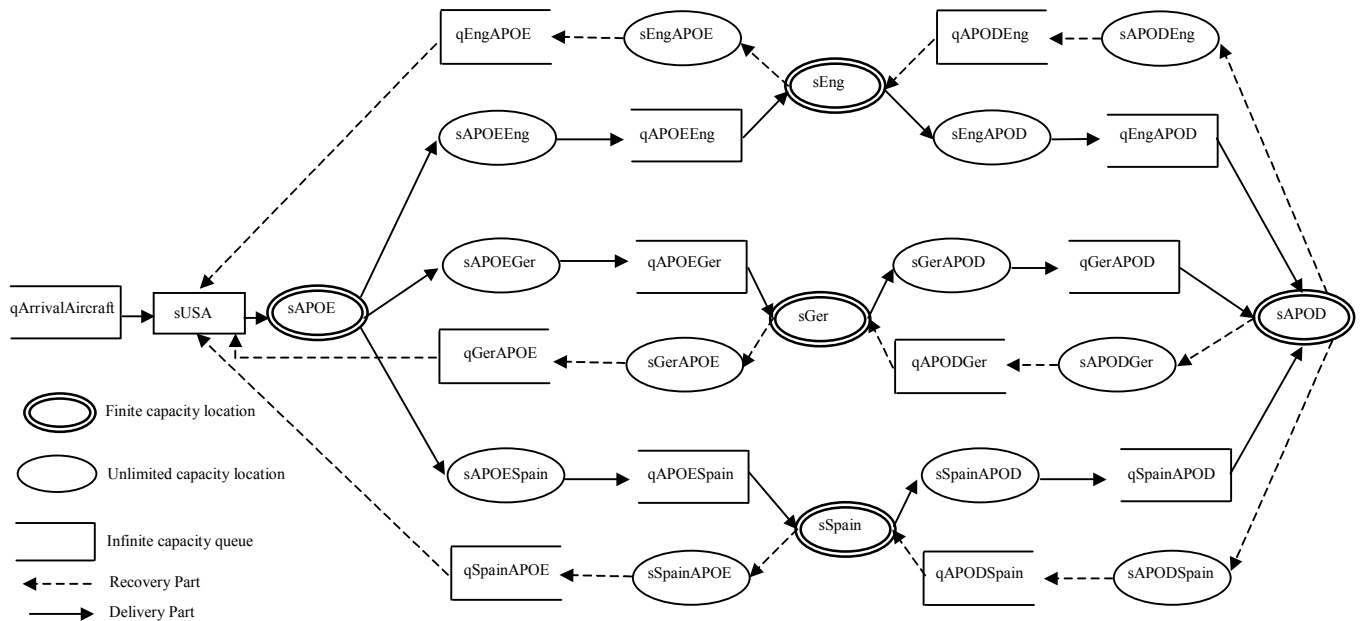 qEngAPOE
sEngAPOE
qAPODEng
sAPODEng
sEng
sAPOEEng
qAPOEEng
sEngAPOD
qEngAPOD
sAPOEGer
qAPOEGer
sGerAPOD
qGerAPOD
qArrivalAircraft
sUSA
sAPOE
sGer
sAPOD
qGerAPOE
sGerAPOE
qAPODGer
sAPODGer
Finite capacity location
sAPOESpain
qAPOESpain
sSpainAPOD
qSpainAPOD
Unlimited capacity location
sSpain
Infinite capacity queue
qSpainAPOE
sSpainAPOE
qAPODSpain
sAPODSpain
Recovery Part
Delivery Part